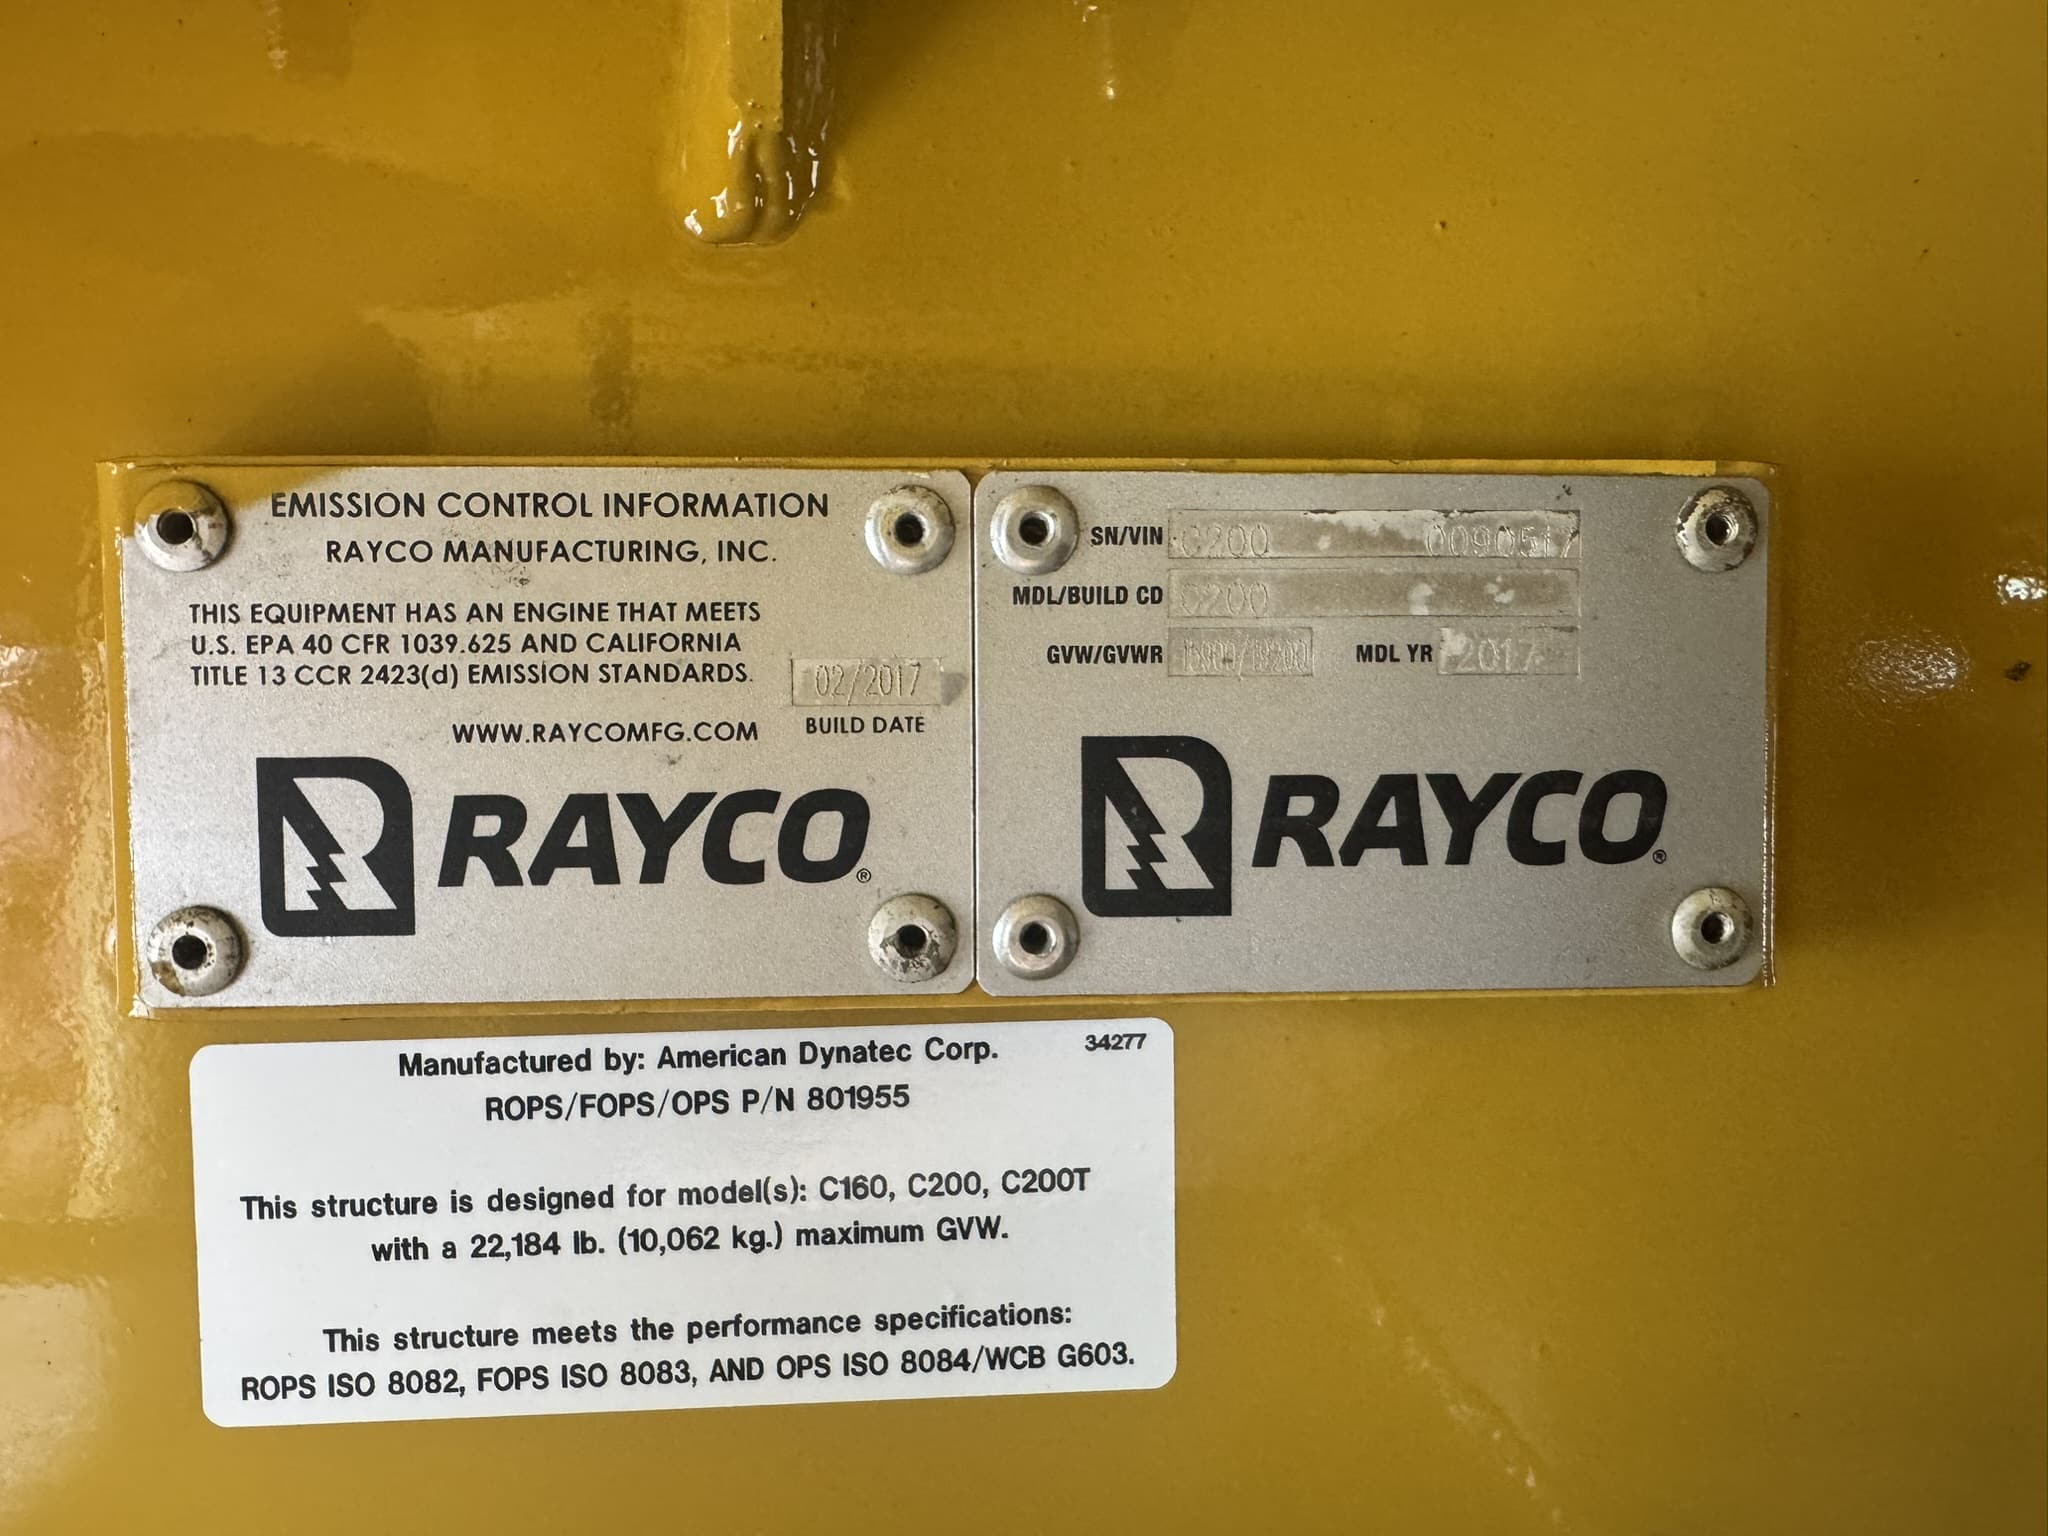 EMISSION CONTROL INFORMATION
RAYCO MANUFACTURING, INC.
THIS EQUIPMENT HAS AN ENGINE THAT MEETS
U.S. EPA 40 CFR 1039.625 AND CALIFORNIA
TITLE 13 CCR 2423(d) EMISSION STANDARDS.
02/2017
WWW.RAYCOMFG.COM BUILD DATE
RAYCO®
SN/VIN C200 0090517
MDL/BUILD CD C200
GVW/GVWR MDL YR 2017
RAYCO®
Manufactured by: American Dynatec Corp. 34277
ROPS/FOPS/OPS P/N 801955
This structure is designed for model(s): C160, C200, C200T
with a 22,184 lb. (10,062 kg.) maximum GVW.
This structure meets the performance specifications:
ROPS ISO 8082, FOPS ISO 8083, AND OPS ISO 8084/WCB G603.